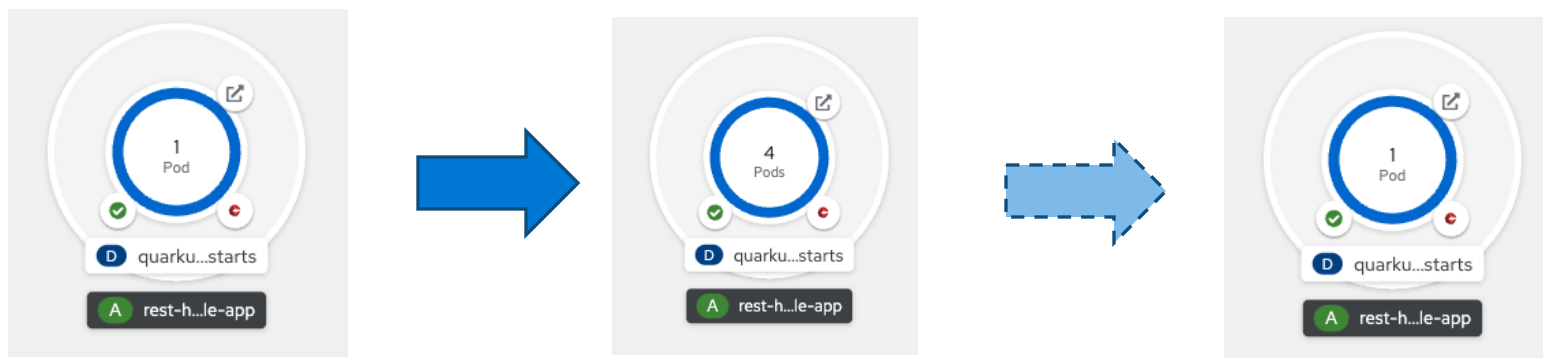 1
Pod
D quarku...starts
A rest-h...le-app
4
Pods
D quarku...starts
A rest-h...le-app
1
Pod
D quarku...starts
A rest-h...le-app